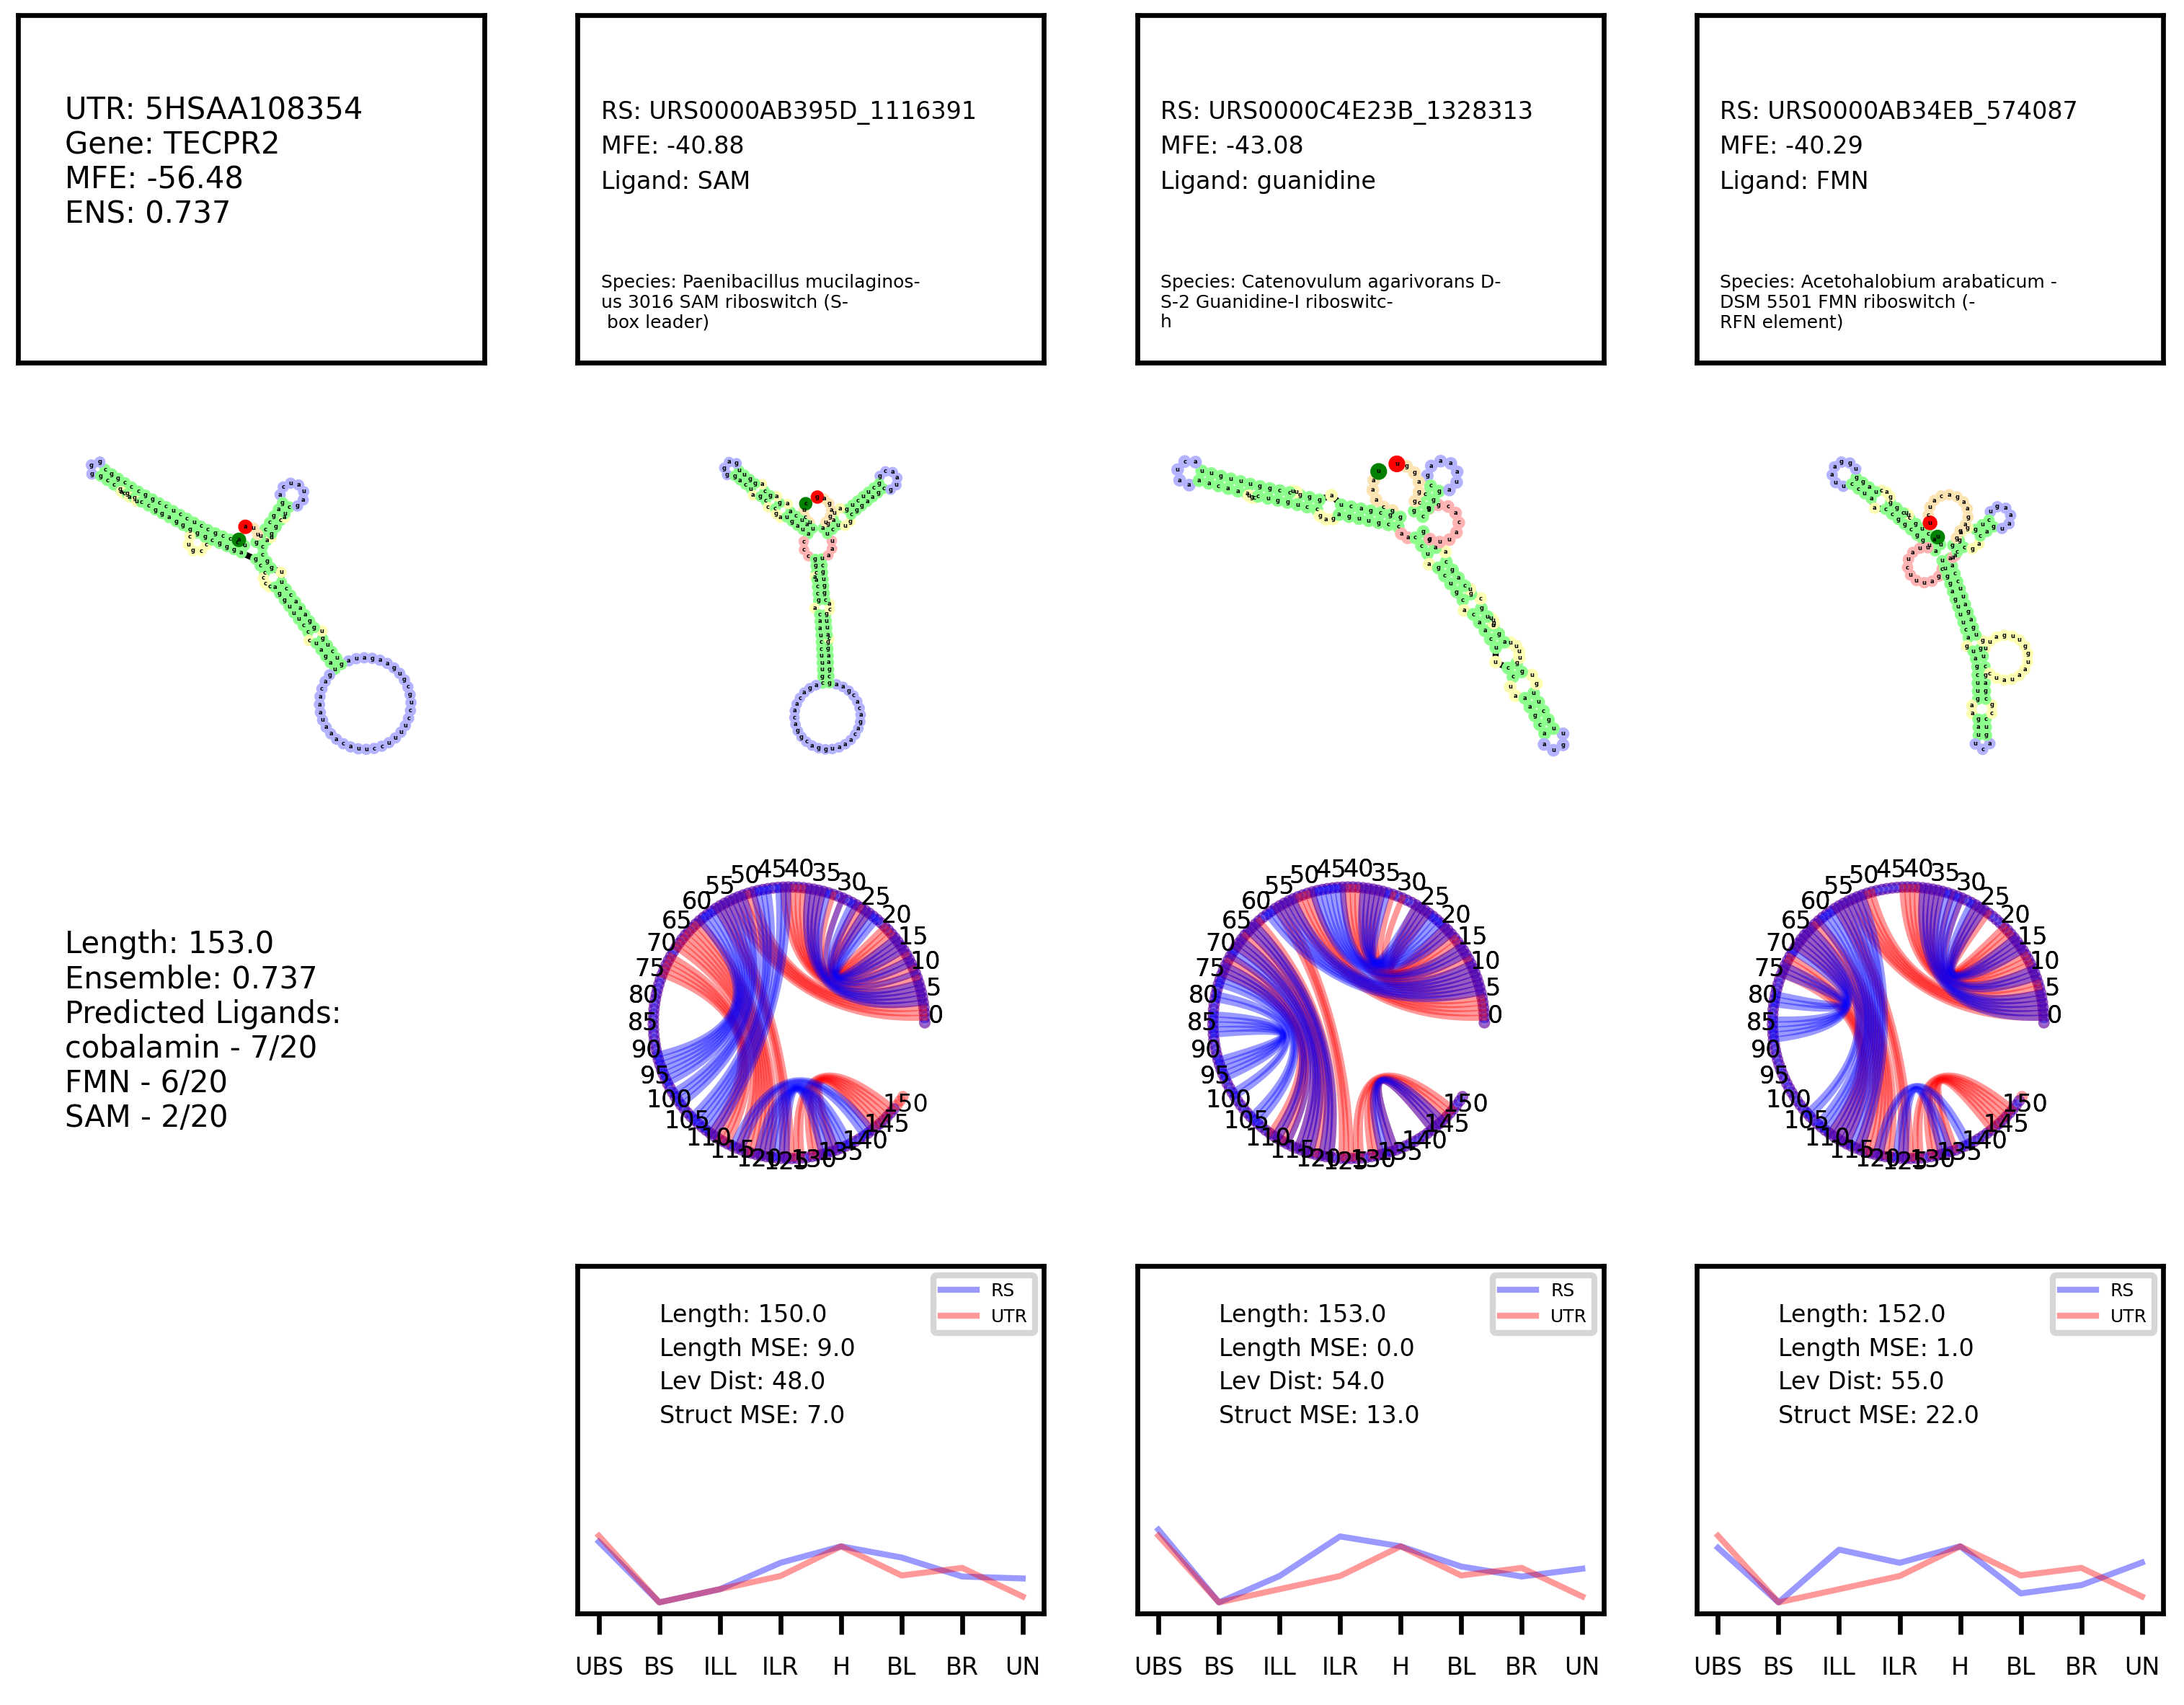 UTR: 5HSAA108354
Gene: TECPR2
MFE: -56.48
ENS: 0.737
RS: URS0000AB395D_1116391
MFE: -40.88
Ligand: SAM
Species: Paenibacillus mucilaginos-
us 3016 SAM riboswitch (S-
box leader)
RS: URS0000C4E23B_1328313
MFE: -43.08
Ligand: guanidine
Species: Catenovulum agarivorans D-
S-2 Guanidine-I riboswitc-
h
RS: URS0000AB34EB_574087
MFE: -40.29
Ligand: FMN
Species: Acetohalobium arabaticum -
DSM 5501 FMN riboswitch (-
RFN element)
Length: 153.0
Ensemble: 0.737
Predicted Ligands:
cobalamin - 7/20
FMN - 6/20
SAM - 2/20
0 5 10 15 20 25 30 35 40 45 50 55 60 65 70 75 80 85 90 95 100 105 110 115 120 125 130 135 140 145 150
0 5 10 15 20 25 30 35 40 45 50 55 60 65 70 75 80 85 90 95 100 105 110 115 120 125 130 135 140 145 150
0 5 10 15 20 25 30 35 40 45 50 55 60 65 70 75 80 85 90 95 100 105 110 115 120 125 130 135 140 145 150
RS
UTR
Length: 150.0
Length MSE: 9.0
Lev Dist: 48.0
Struct MSE: 7.0
UBS BS ILL ILR H BL BR UN
RS
UTR
Length: 153.0
Length MSE: 0.0
Lev Dist: 54.0
Struct MSE: 13.0
UBS BS ILL ILR H BL BR UN
RS
UTR
Length: 152.0
Length MSE: 1.0
Lev Dist: 55.0
Struct MSE: 22.0
UBS BS ILL ILR H BL BR UN